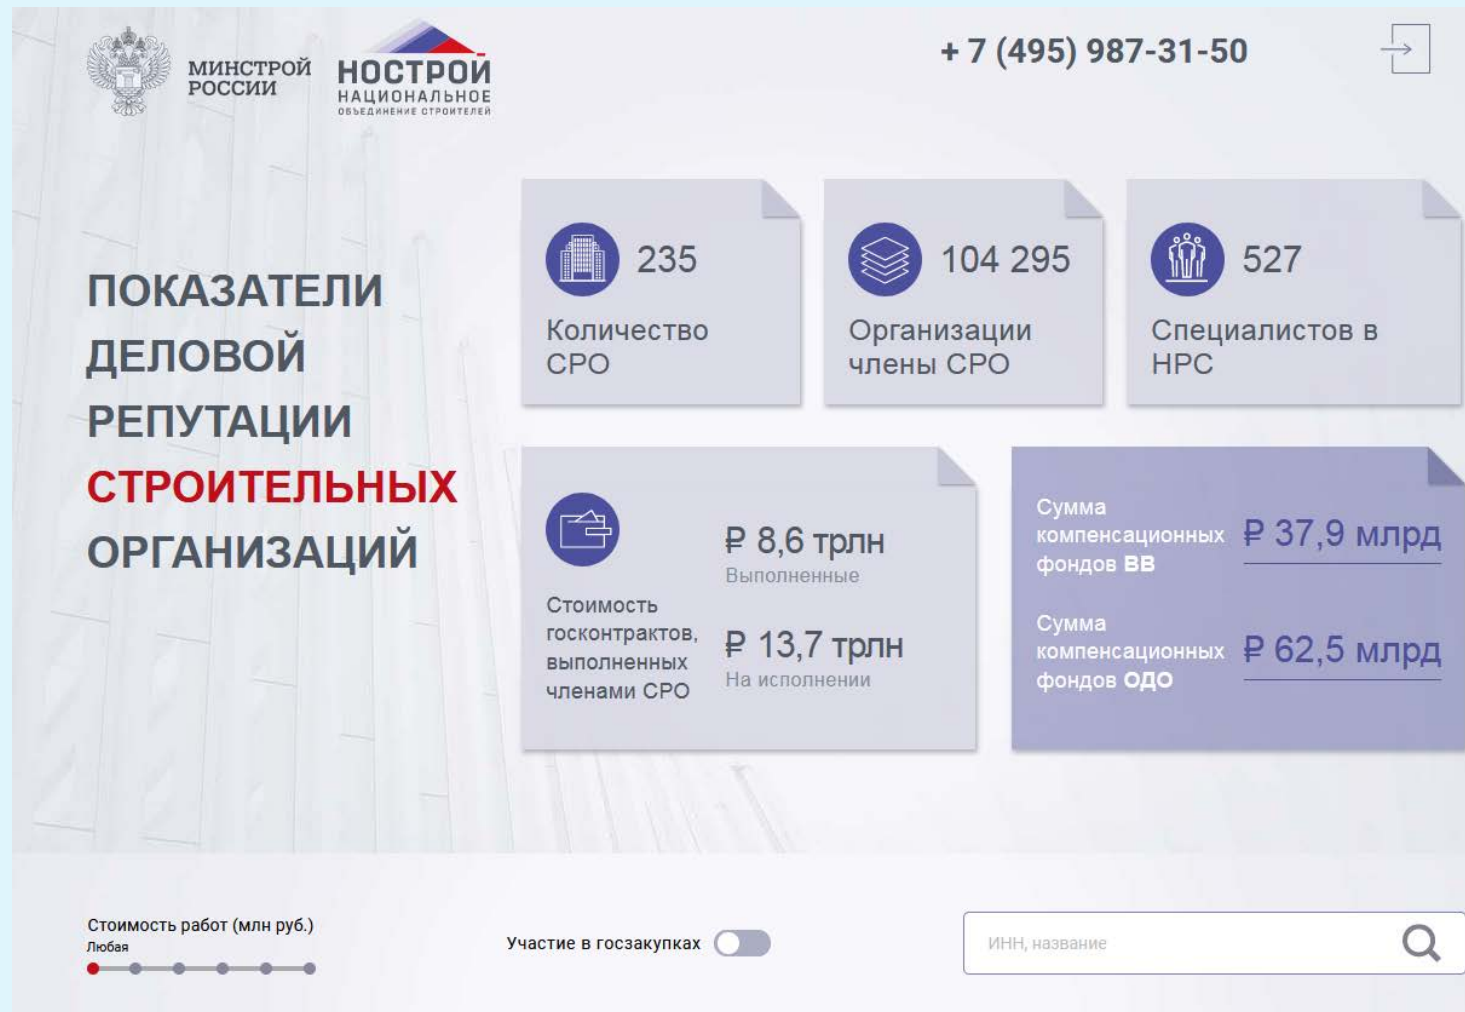 МИНСТРОЙ
РОССИИ
НОСТРОЙ
НАЦИОНАЛЬНОЕ
ОБЪЕДИНЕНИЕ СТРОИТЕЛЕЙ
+ 7 (495) 987-31-50
ПОКАЗАТЕЛИ
ДЕЛОВОЙ
РЕПУТАЦИИ
СТРОИТЕЛЬНЫХ
ОРГАНИЗАЦИЙ
235
Количество
СРО
104 295
Организации
члены СРО
527
Специалистов в
НРС
Стоимость
госконтрактов,
выполненных
членами СРО
₽ 8,6 трлн
Выполненные
₽ 13,7 трлн
На исполнении
Сумма
компенсационных
фондов ВВ
₽ 37,9 млрд
Сумма
компенсационных
фондов ОДО
₽ 62,5 млрд
Стоимость работ (млн руб.)
Любая
Участие в госзакупках
ИНН, название